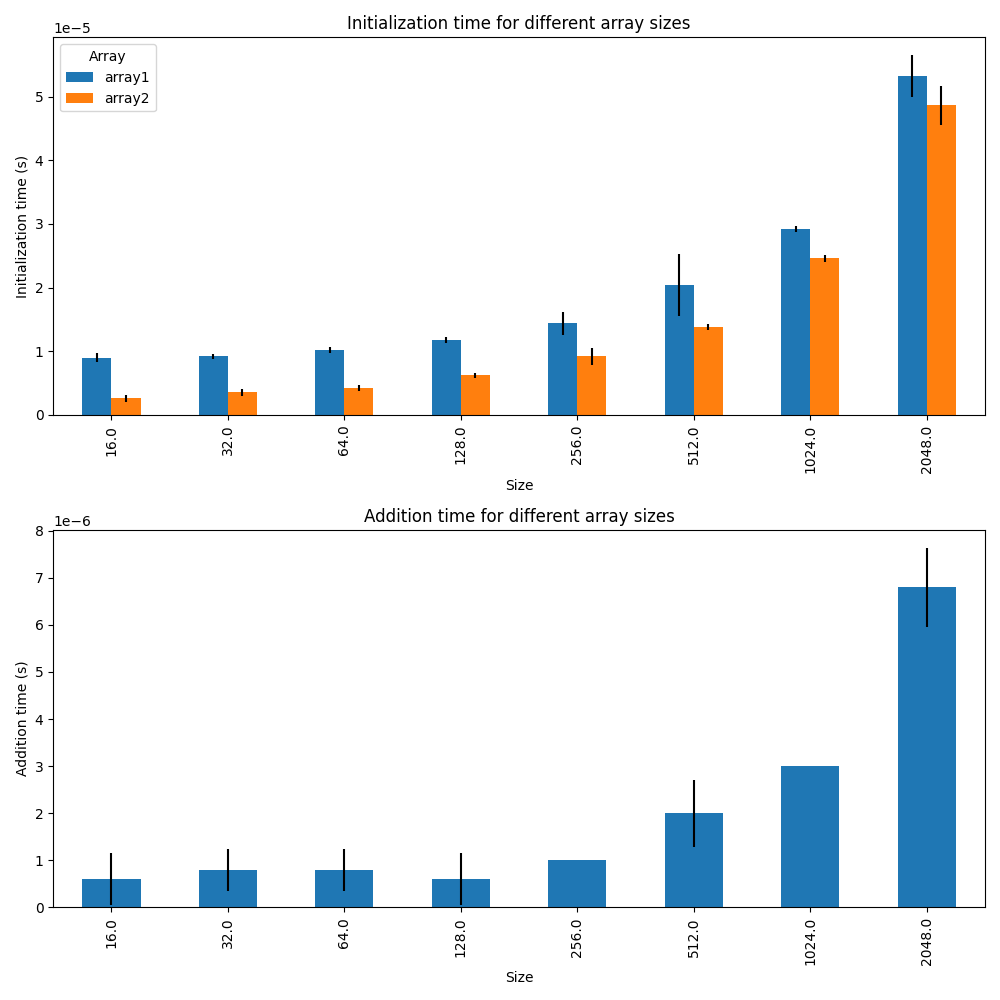 Initialization time for different array sizes
1e−5
Array
array1
array2
Initialization time (s)
5
4
3
2
1
0
16.0
32.0
64.0
128.0
256.0
512.0
1024.0
2048.0
Size
Addition time for different array sizes
1e−6
Addition time (s)
8
7
6
5
4
3
2
1
0
16.0
32.0
64.0
128.0
256.0
512.0
1024.0
2048.0
Size